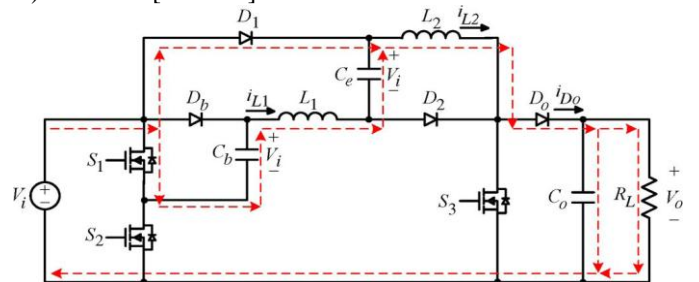 D1
L2
iL2
Ce
+
Vi
−
Db
iL1
L1
D2
Do
iDo
S1
Cb
+
Vi
−
Vi
+
−
S2
S3
Co
RL
+
Vo
−